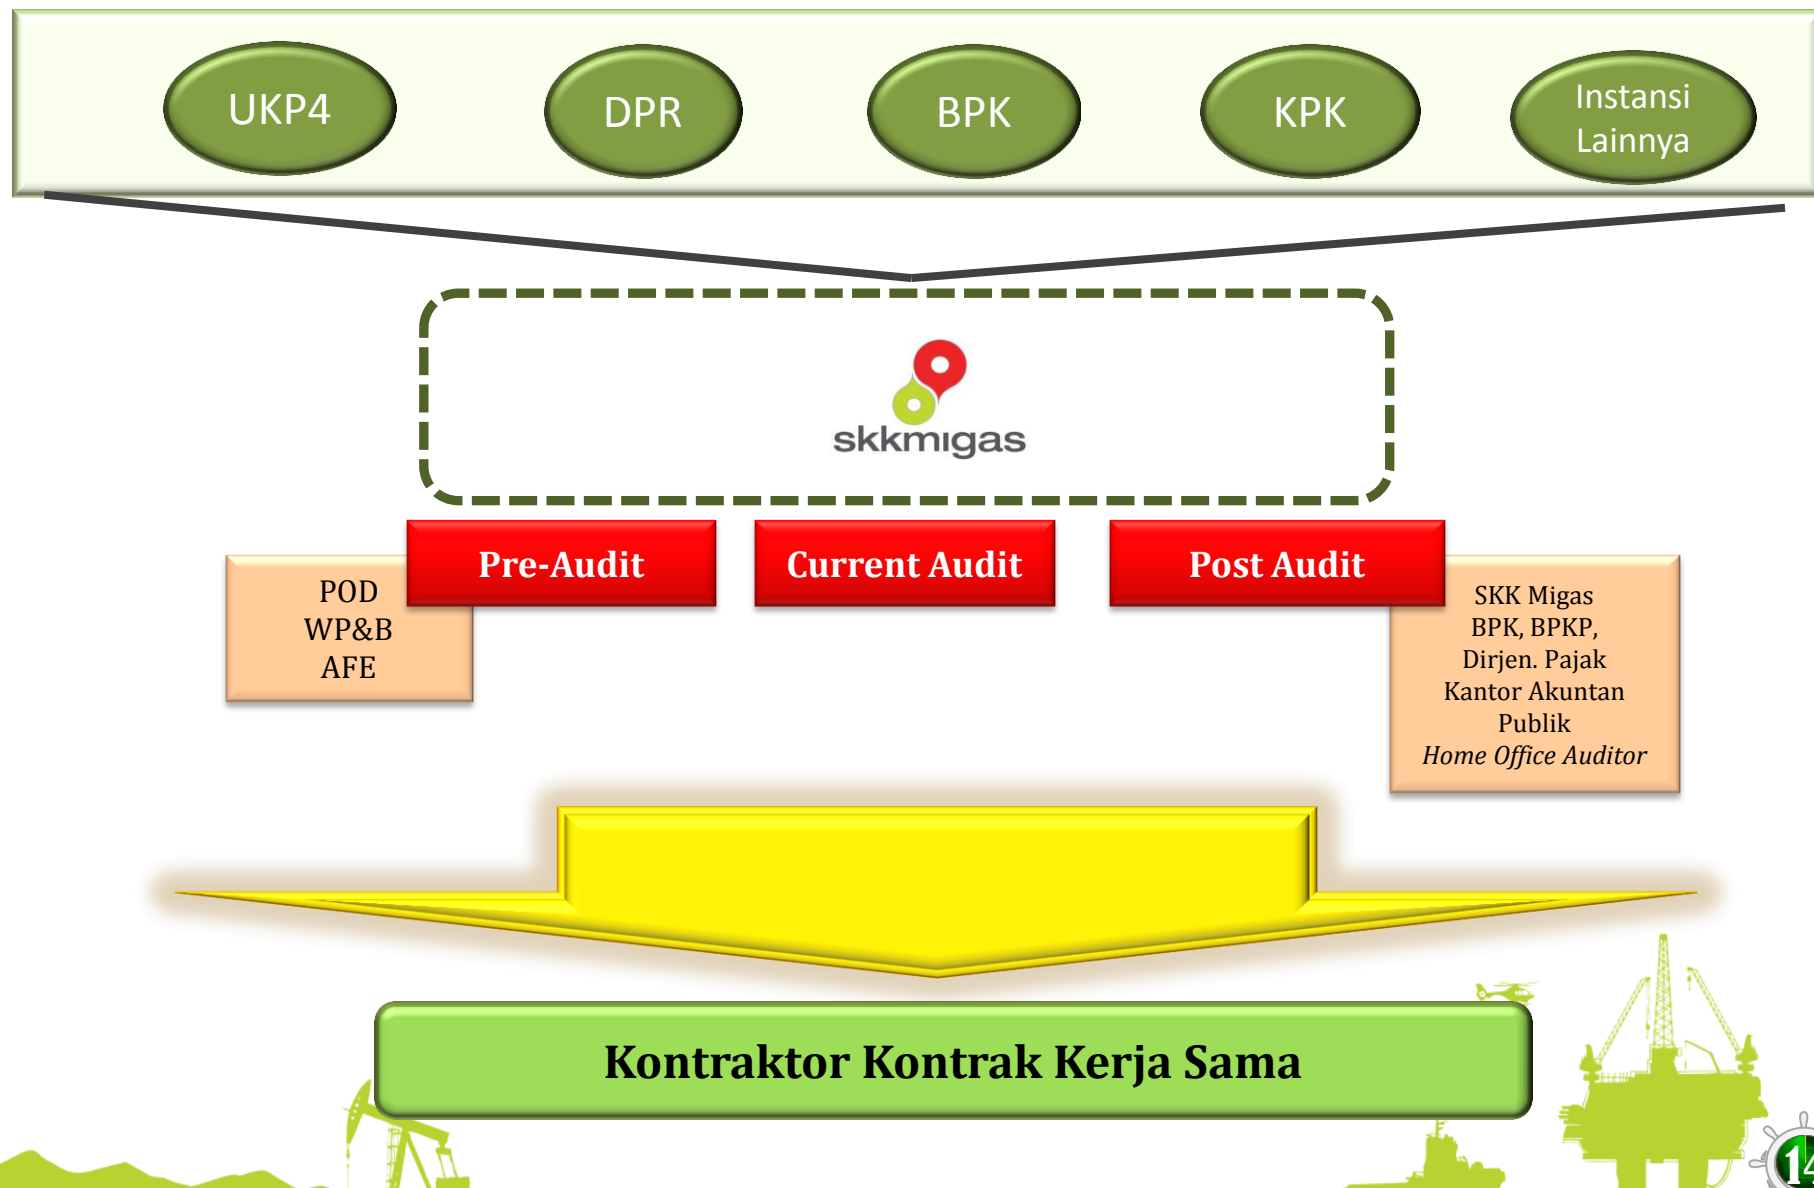 UKP4
DPR
BPK
KPK
Instansi
Lainnya
skkmigas
Pre-Audit
Current Audit
Post Audit
POD
WP&B
AFE
SKK Migas
BPK, BPKP,
Dirjen. Pajak
Kantor Akuntan
Publik
Home Office Auditor
Kontraktor Kontrak Kerja Sama
14